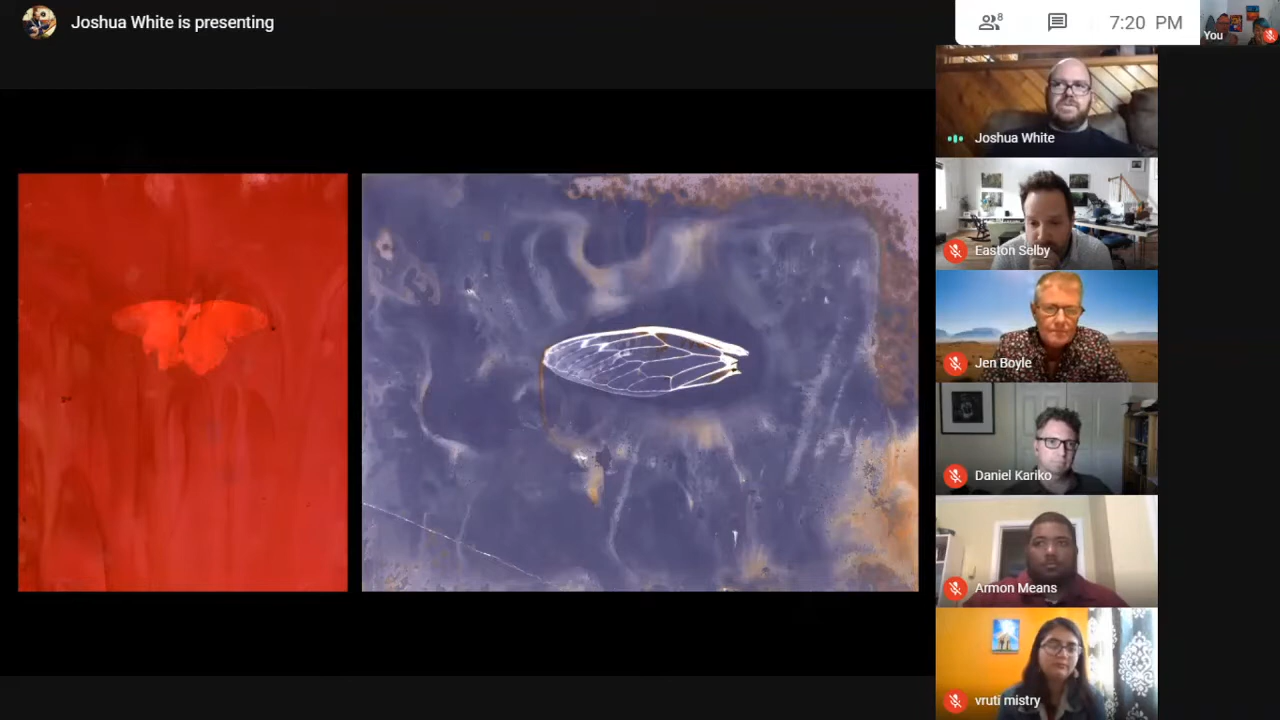 Joshua White is presenting
8
7:20 PM
You
Joshua White
Easton Selby
Jen Boyle
Daniel Kariko
Armon Means
vruti mistry